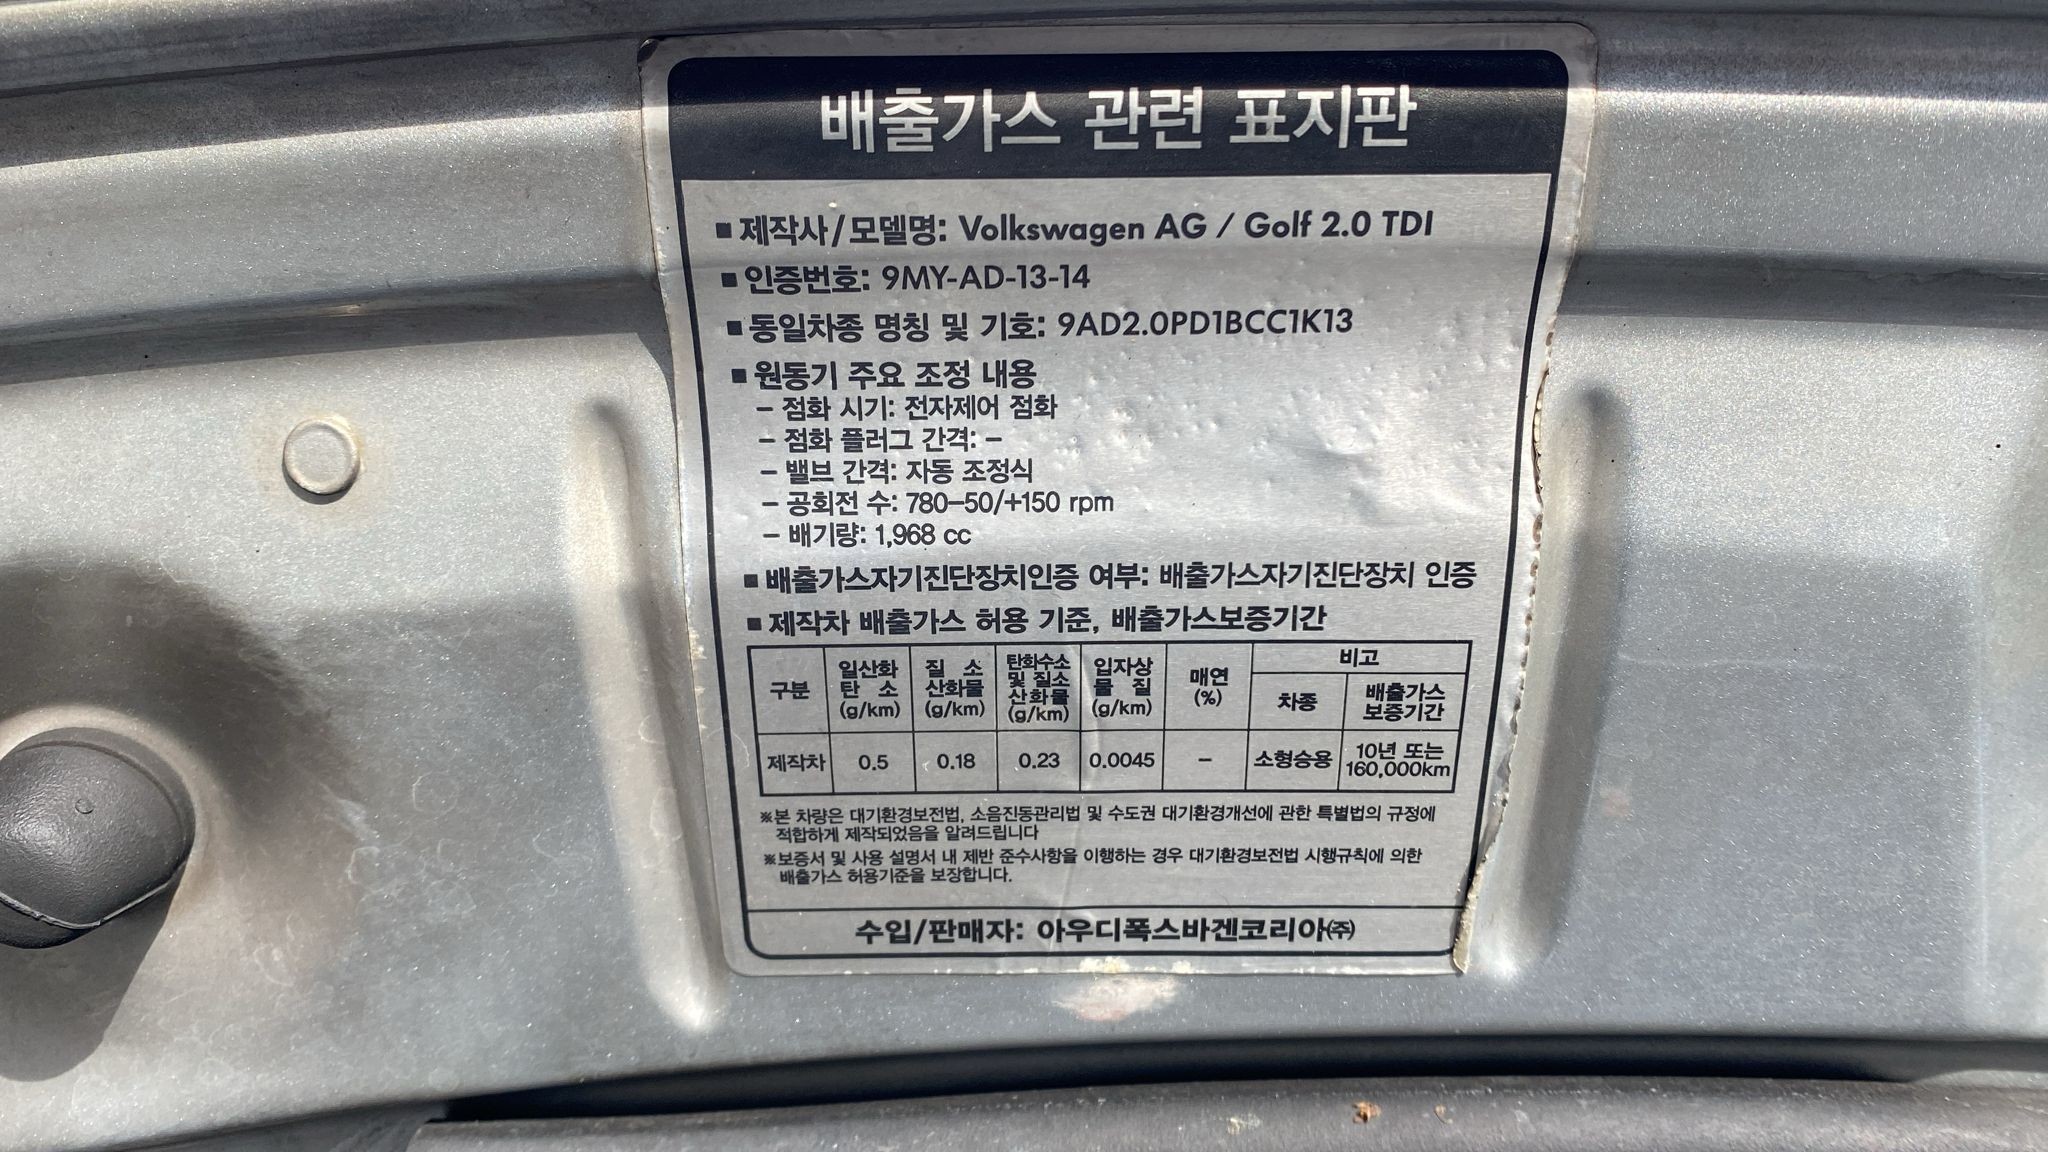 배출가스 관련 표지판
■ 제작사/모델명: Volkswagen AG / Golf 2.0 TDI
■ 인증번호: 9MY-AD-13-14
■ 동일차종 명칭 및 기호: 9AD2.0PD1BCC1K13
■ 원동기 주요 조정 내용
– 점화 시기: 전자제어 점화
– 점화 플러그 간격: –
– 밸브 간격: 자동 조정식
– 공회전 수: 780–50/+150 rpm
– 배기량: 1,968 cc
■ 배출가스자기진단장치인증 여부: 배출가스자기진단장치 인증
■ 제작차 배출가스 허용 기준, 배출가스보증기간
구분
일산화
탄 소
(g/km)
질 소
산화물
(g/km)
탄화수소
및 질소
산화물
(g/km)
입자상
물 질
(g/km)
매연
(%)
비고
차종
배출가스
보증기간
제작차 0.5 0.18 0.23 0.0045 – 소형승용
10년 또는
160,000km
※본 차량은 대기환경보전법, 소음진동관리법 및 수도권 대기환경개선에 관한 특별법의 규정에
적합하게 제작되었음을 알려드립니다
※보증서 및 사용 설명서 내 제반 준수사항을 이행하는 경우 대기환경보전법 시행규칙에 의한
배출가스 허용기준을 보장합니다.
수입/판매자: 아우디폭스바겐코리아㈜